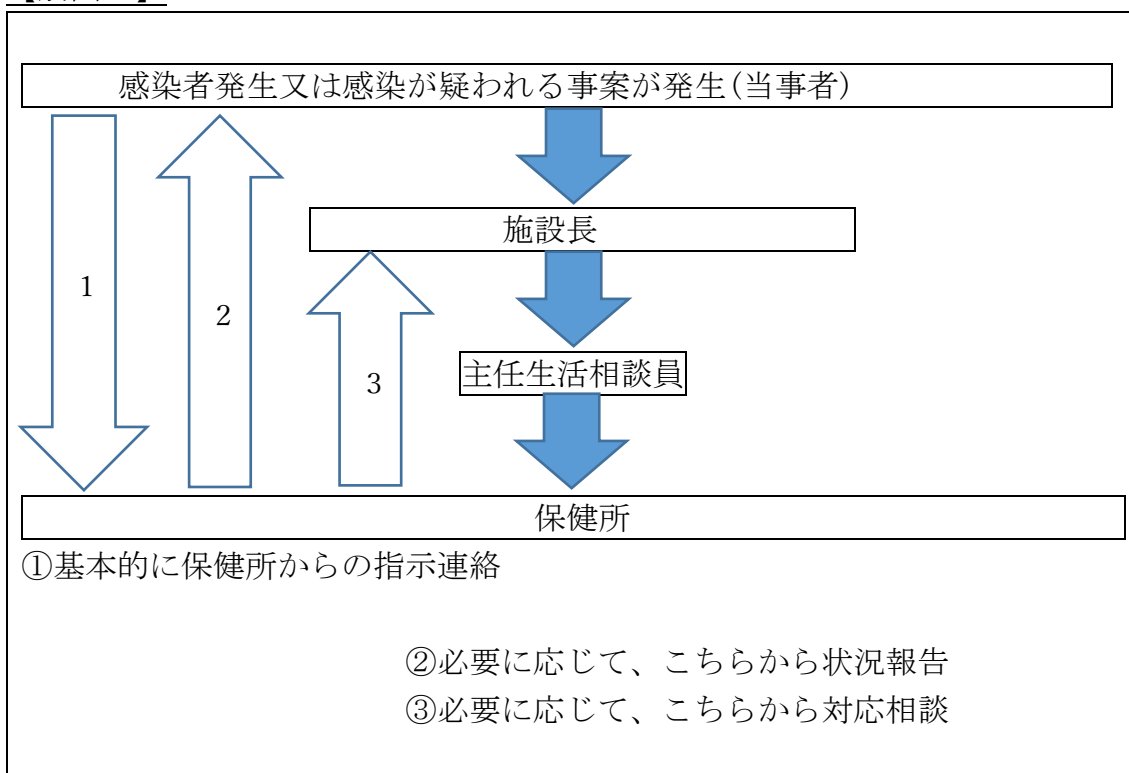 感染者発生又は感染が疑われる事案が発生(当事者)
施設長
1
2
3
主任生活相談員
保健所
①基本的に保健所からの指示連絡
②必要に応じて、こちらから状況報告
③必要に応じて、こちらから対応相談